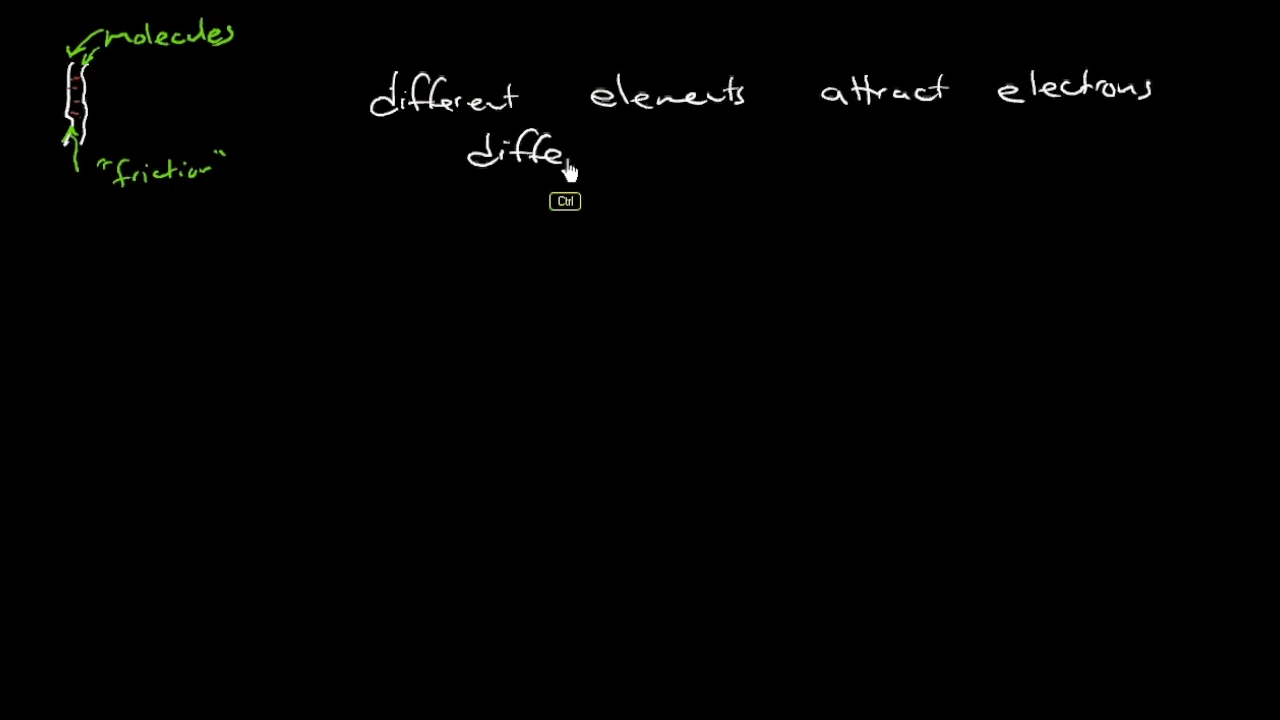 molecules
different elements attract electrons
diffe
"friction"
Ctrl